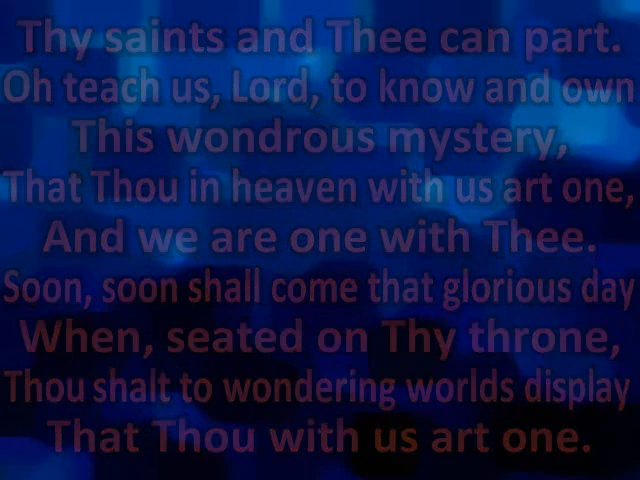 Thy saints and Thee can part.
Oh teach us, Lord, to know and own
This wondrous mystery,
That Thou in heaven with us art one,
And we are one with Thee.
Soon, soon shall come that glorious day
When, seated on Thy throne,
Thou shalt to wondering worlds display
That Thou with us art one.